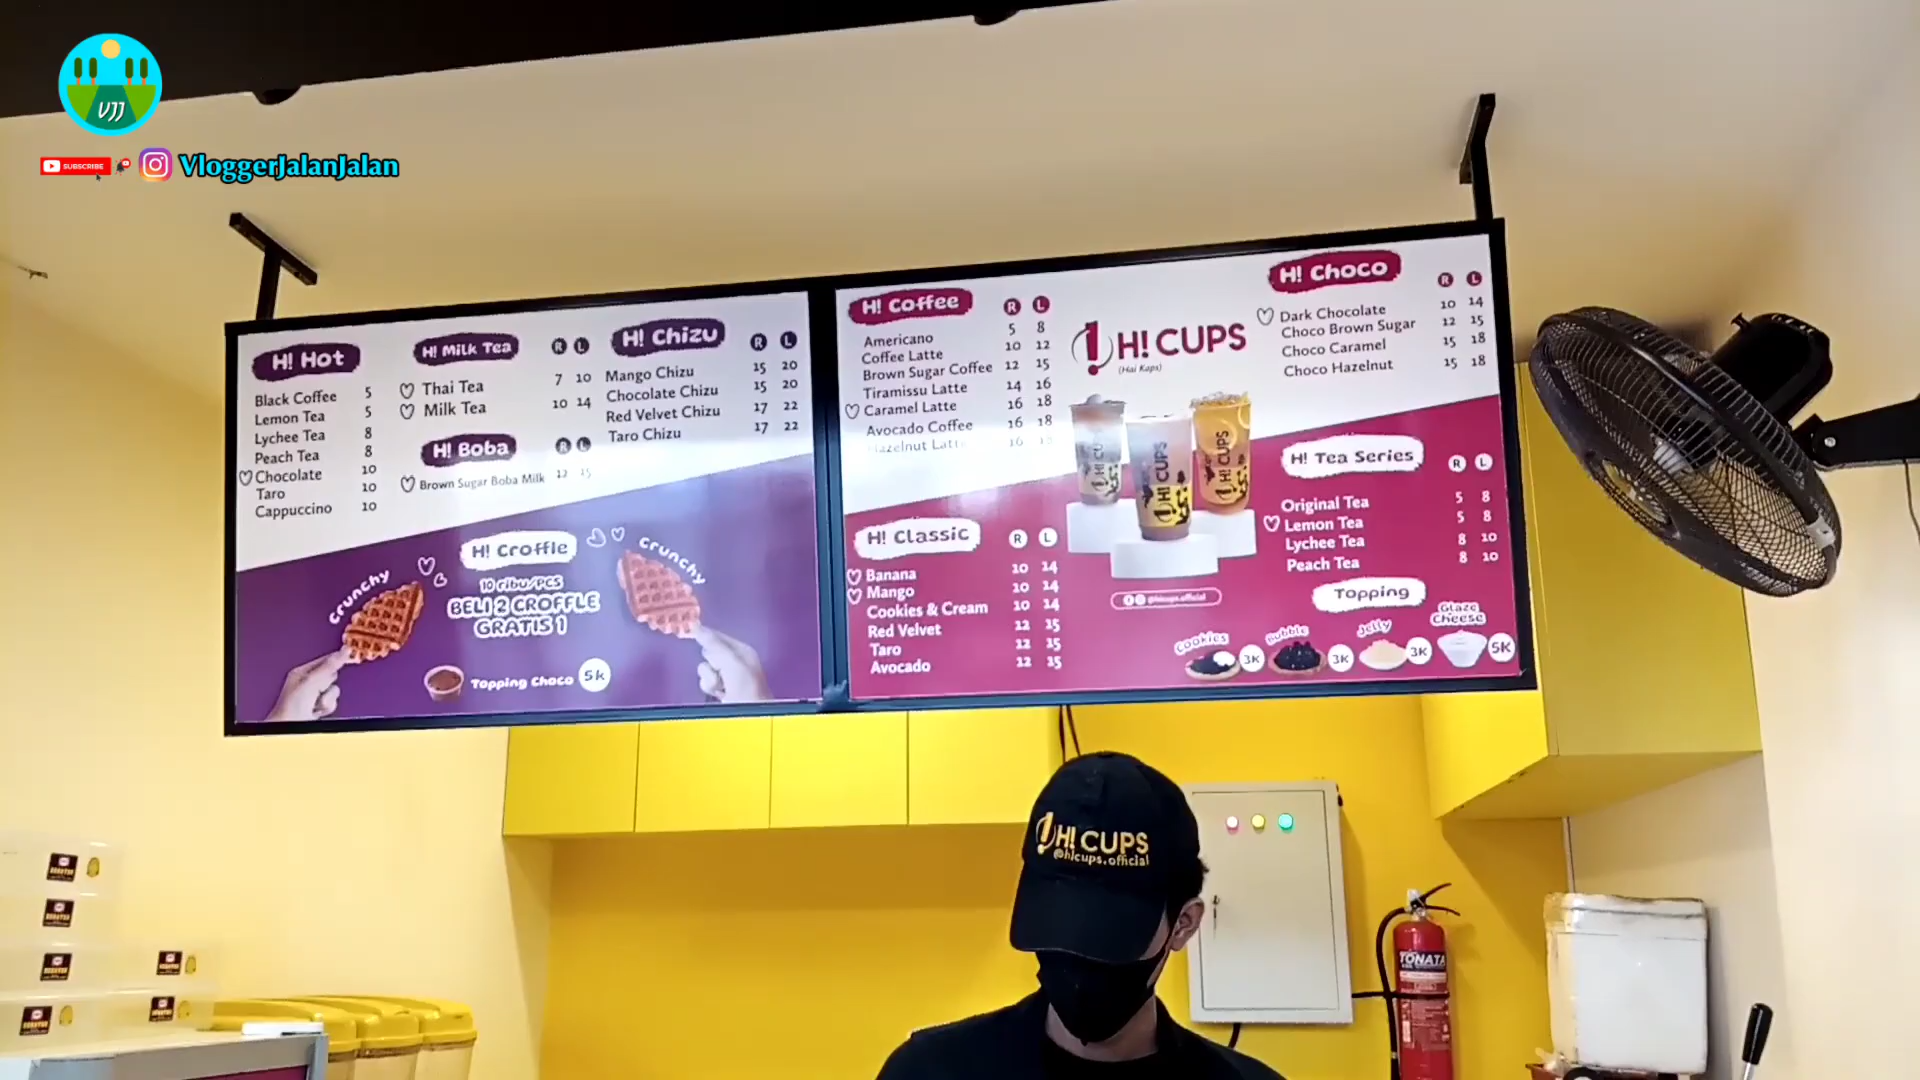 VJJ
SUBSCRIBE
VloggerJalanJalan
H! Hot
Black Coffee 5
Lemon Tea 5
Lychee Tea 8
Peach Tea 8
Chocolate 10
Taro 10
Cappuccino 10
H! Milk Tea R L
Thai Tea 7 10
Milk Tea 10 14
H! Boba R L
Brown Sugar Boba Milk 12 15
H! Chizu R L
Mango Chizu 15 20
Chocolate Chizu 15 20
Red Velvet Chizu 17 22
Taro Chizu 17 22
H! Croffle
crunchy
crunchy
10 ribu/PCS
BELI 2 CROFFLE
GRATIS 1
Topping Choco 5k
H! Coffee R L
Americano 5 8
Coffee Latte 10 12
Brown Sugar Coffee 12 15
Tiramissu Latte 14 16
Caramel Latte 16 18
Avocado Coffee 16 18
Hazelnut Latte 16
H! CUPS
(Hai Kaps)
H! CUPS
H! CUPS
H! CUPS
@hicups.official
H! Classic R L
Banana 10 14
Mango 10 14
Cookies & Cream 10 14
Red Velvet 12 15
Taro 12 15
Avocado 12 15
H! Choco R L
Dark Chocolate 10 14
Choco Brown Sugar 12 15
Choco Caramel 15 18
Choco Hazelnut 15 18
H! Tea Series R L
Original Tea 5 8
Lemon Tea 5 8
Lychee Tea 8 10
Peach Tea 8 10
Topping
Cookies 3K
Bubble 3K
Jelly 3K
Glaze
Cheese 5K
H! CUPS
@hicups.official
TONATA